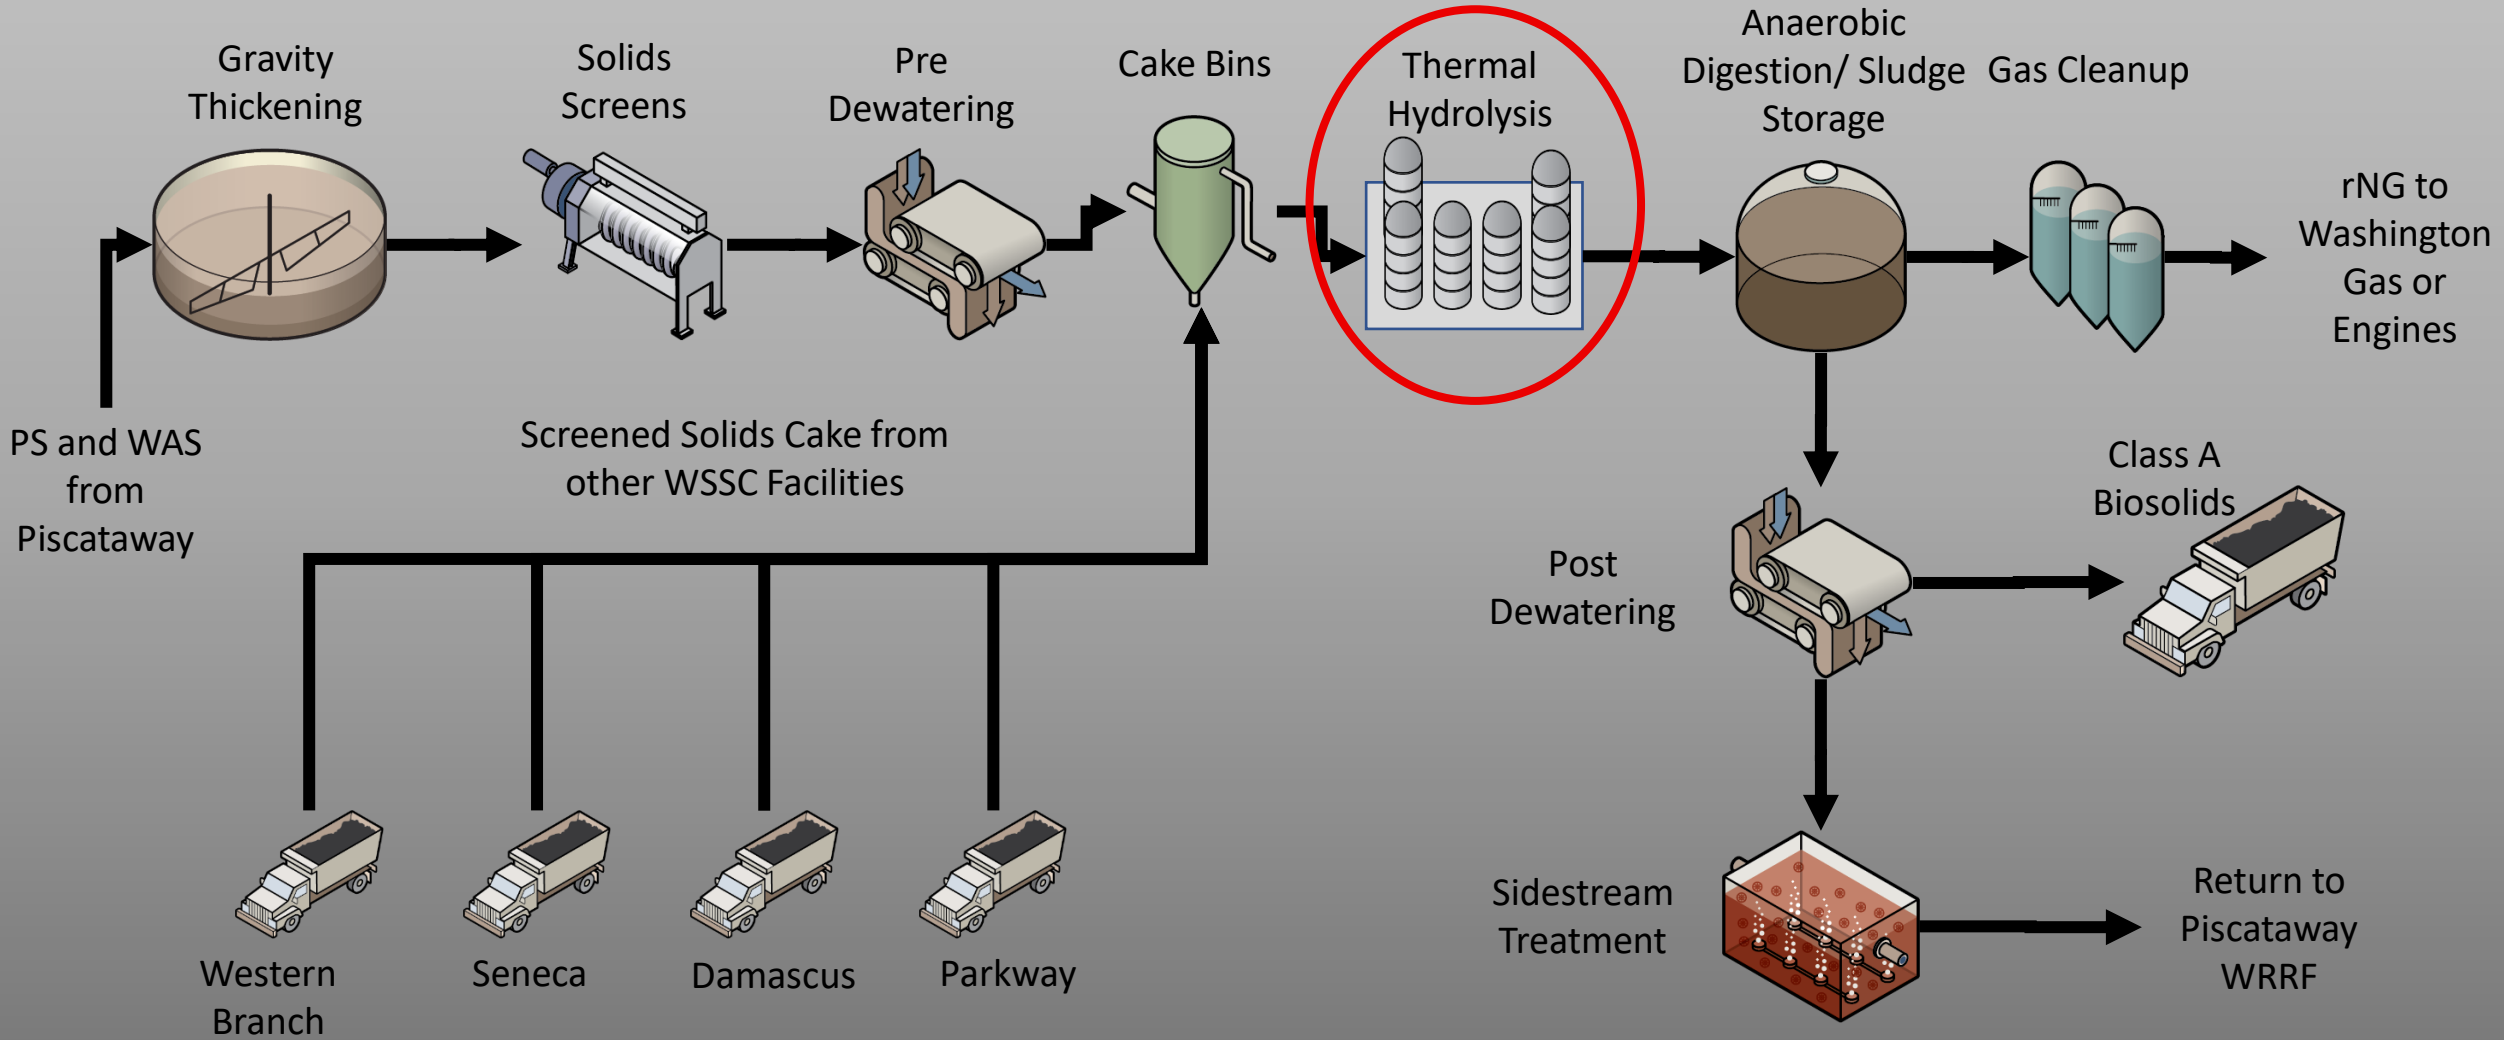 Gravity
Thickening
Solids
Screens
Pre
Dewatering
Cake Bins
Thermal
Hydrolysis
Anaerobic
Digestion/ Sludge
Storage
Gas Cleanup
rNG to
Washington
Gas or
Engines
PS and WAS
from
Piscataway
Screened Solids Cake from
other WSSC Facilities
Class A
Biosolids
Post
Dewatering
Sidestream
Treatment
Return to
Piscataway
WRRF
Western
Branch
Seneca
Damascus
Parkway